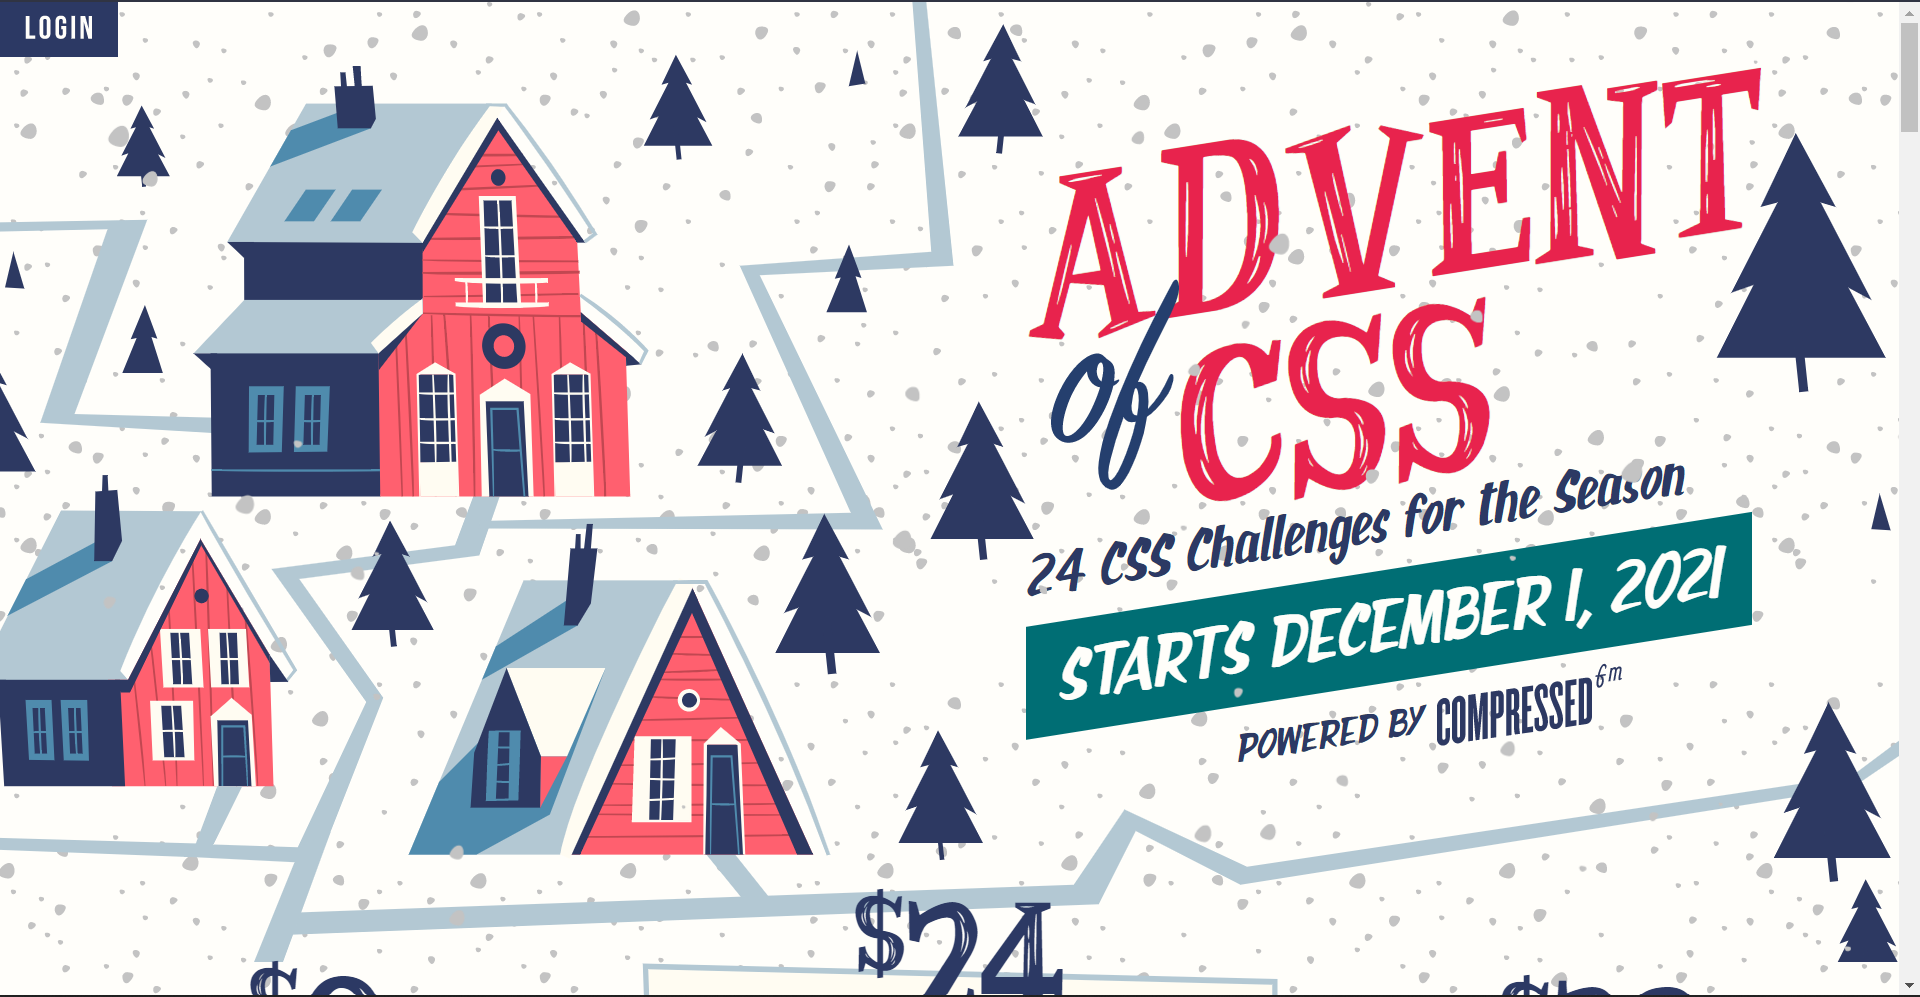 LOGIN
ADVENT
of CSS
24 CSS Challenges for the Season
STARTS DECEMBER 1, 2021
POWERED BY COMPRESSED fm
$24